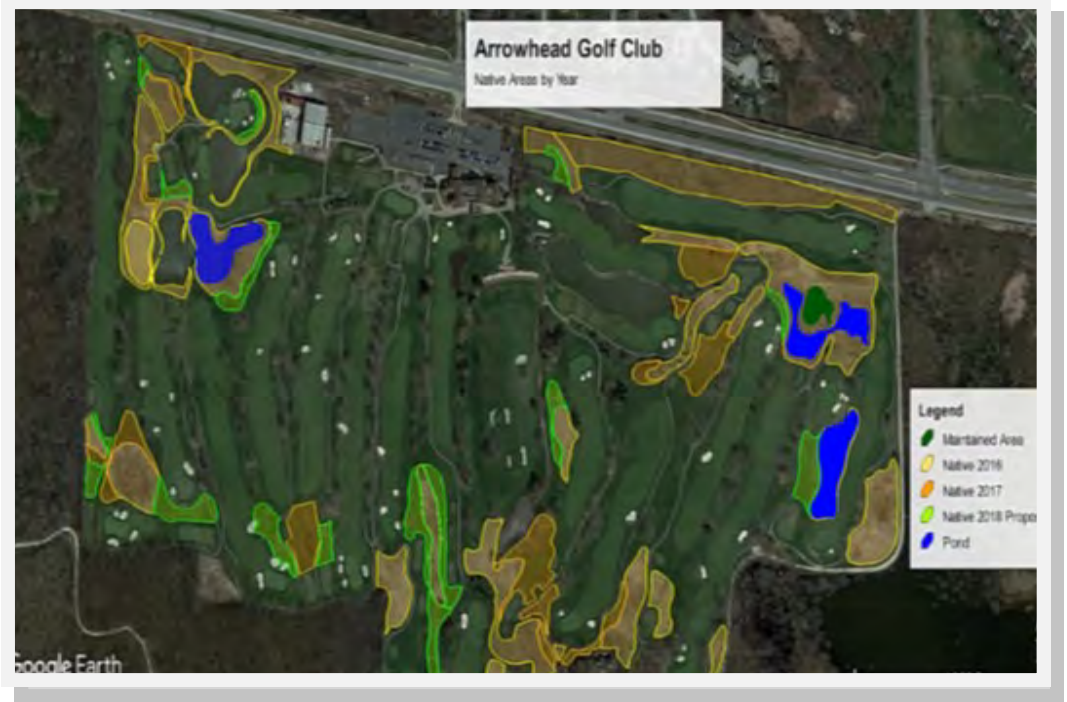 Arrowhead Golf Club
Native Areas by Year
Legend
Maintained Area
Native 2016
Native 2017
Native 2018 Propo
Pond
Google Earth